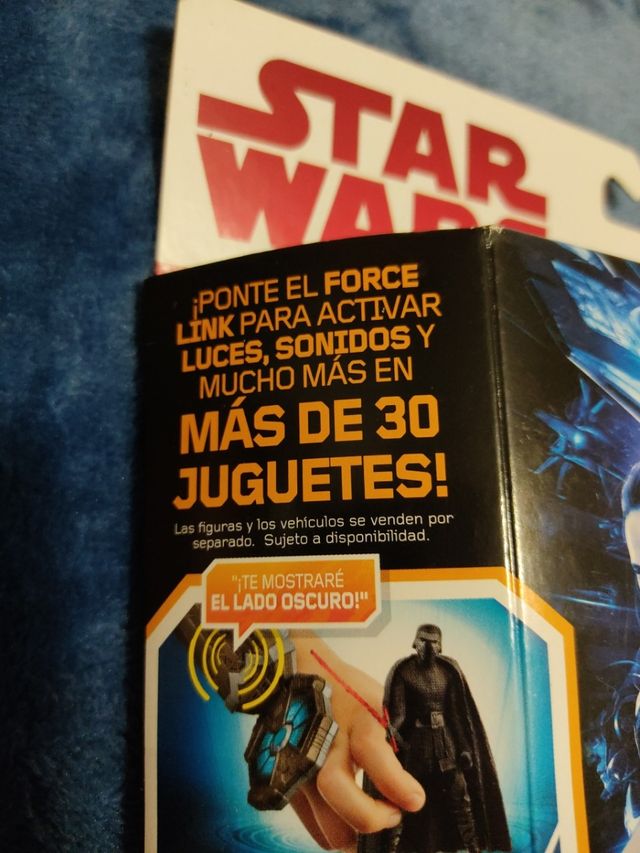 STAR
WARS
¡PONTE EL FORCE
LINK PARA ACTIVAR
LUCES, SONIDOS Y
MUCHO MÁS EN
MÁS DE 30
JUGUETES!
Las figuras y los vehículos se venden por
separado. Sujeto a disponibilidad.
"¡TE MOSTRARÉ
EL LADO OSCURO!"